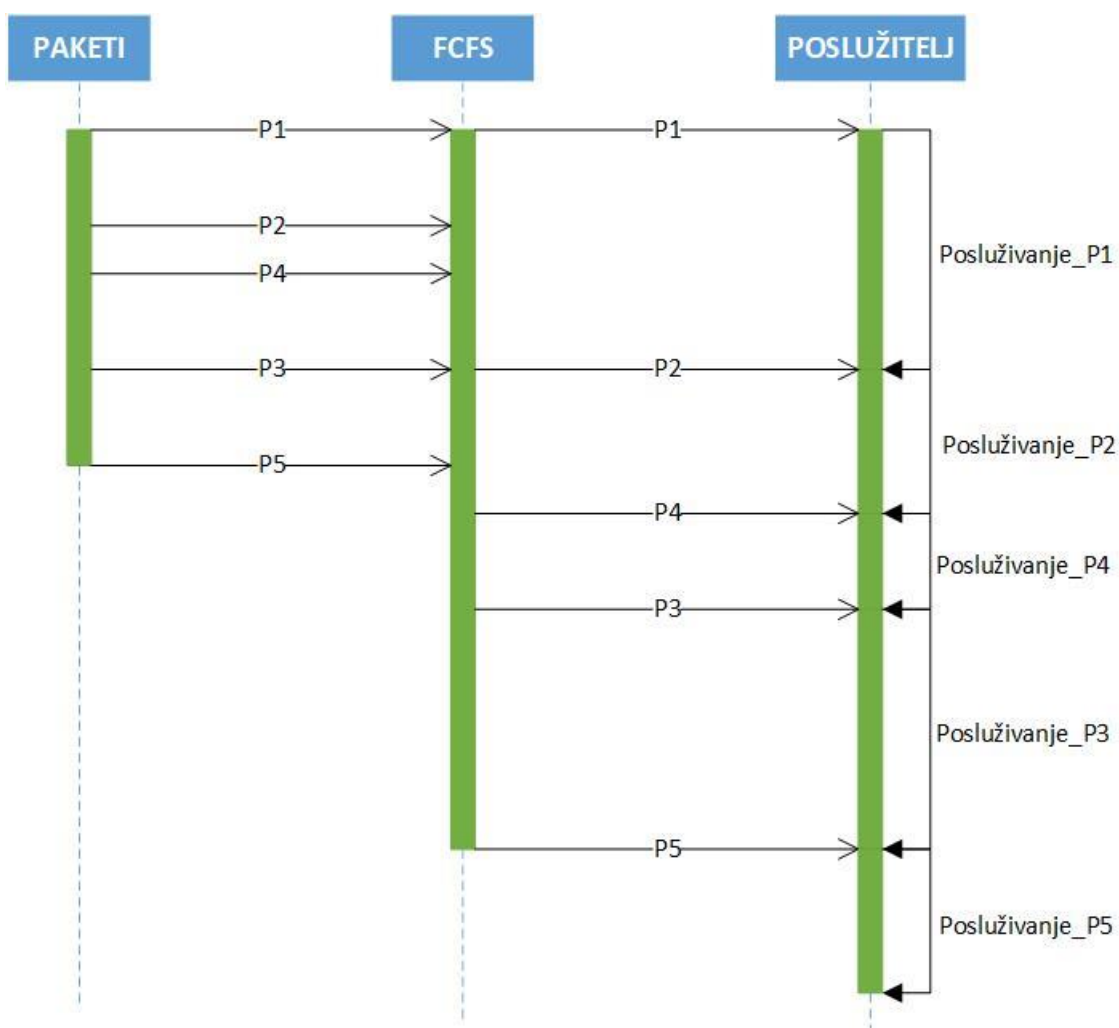 PAKETI
FCFS
POSLUŽITELJ
P1
P1
P2
Posluživanje_P1
P4
P3
P2
Posluživanje_P2
P5
P4
Posluživanje_P4
P3
Posluživanje_P3
P5
Posluživanje_P5